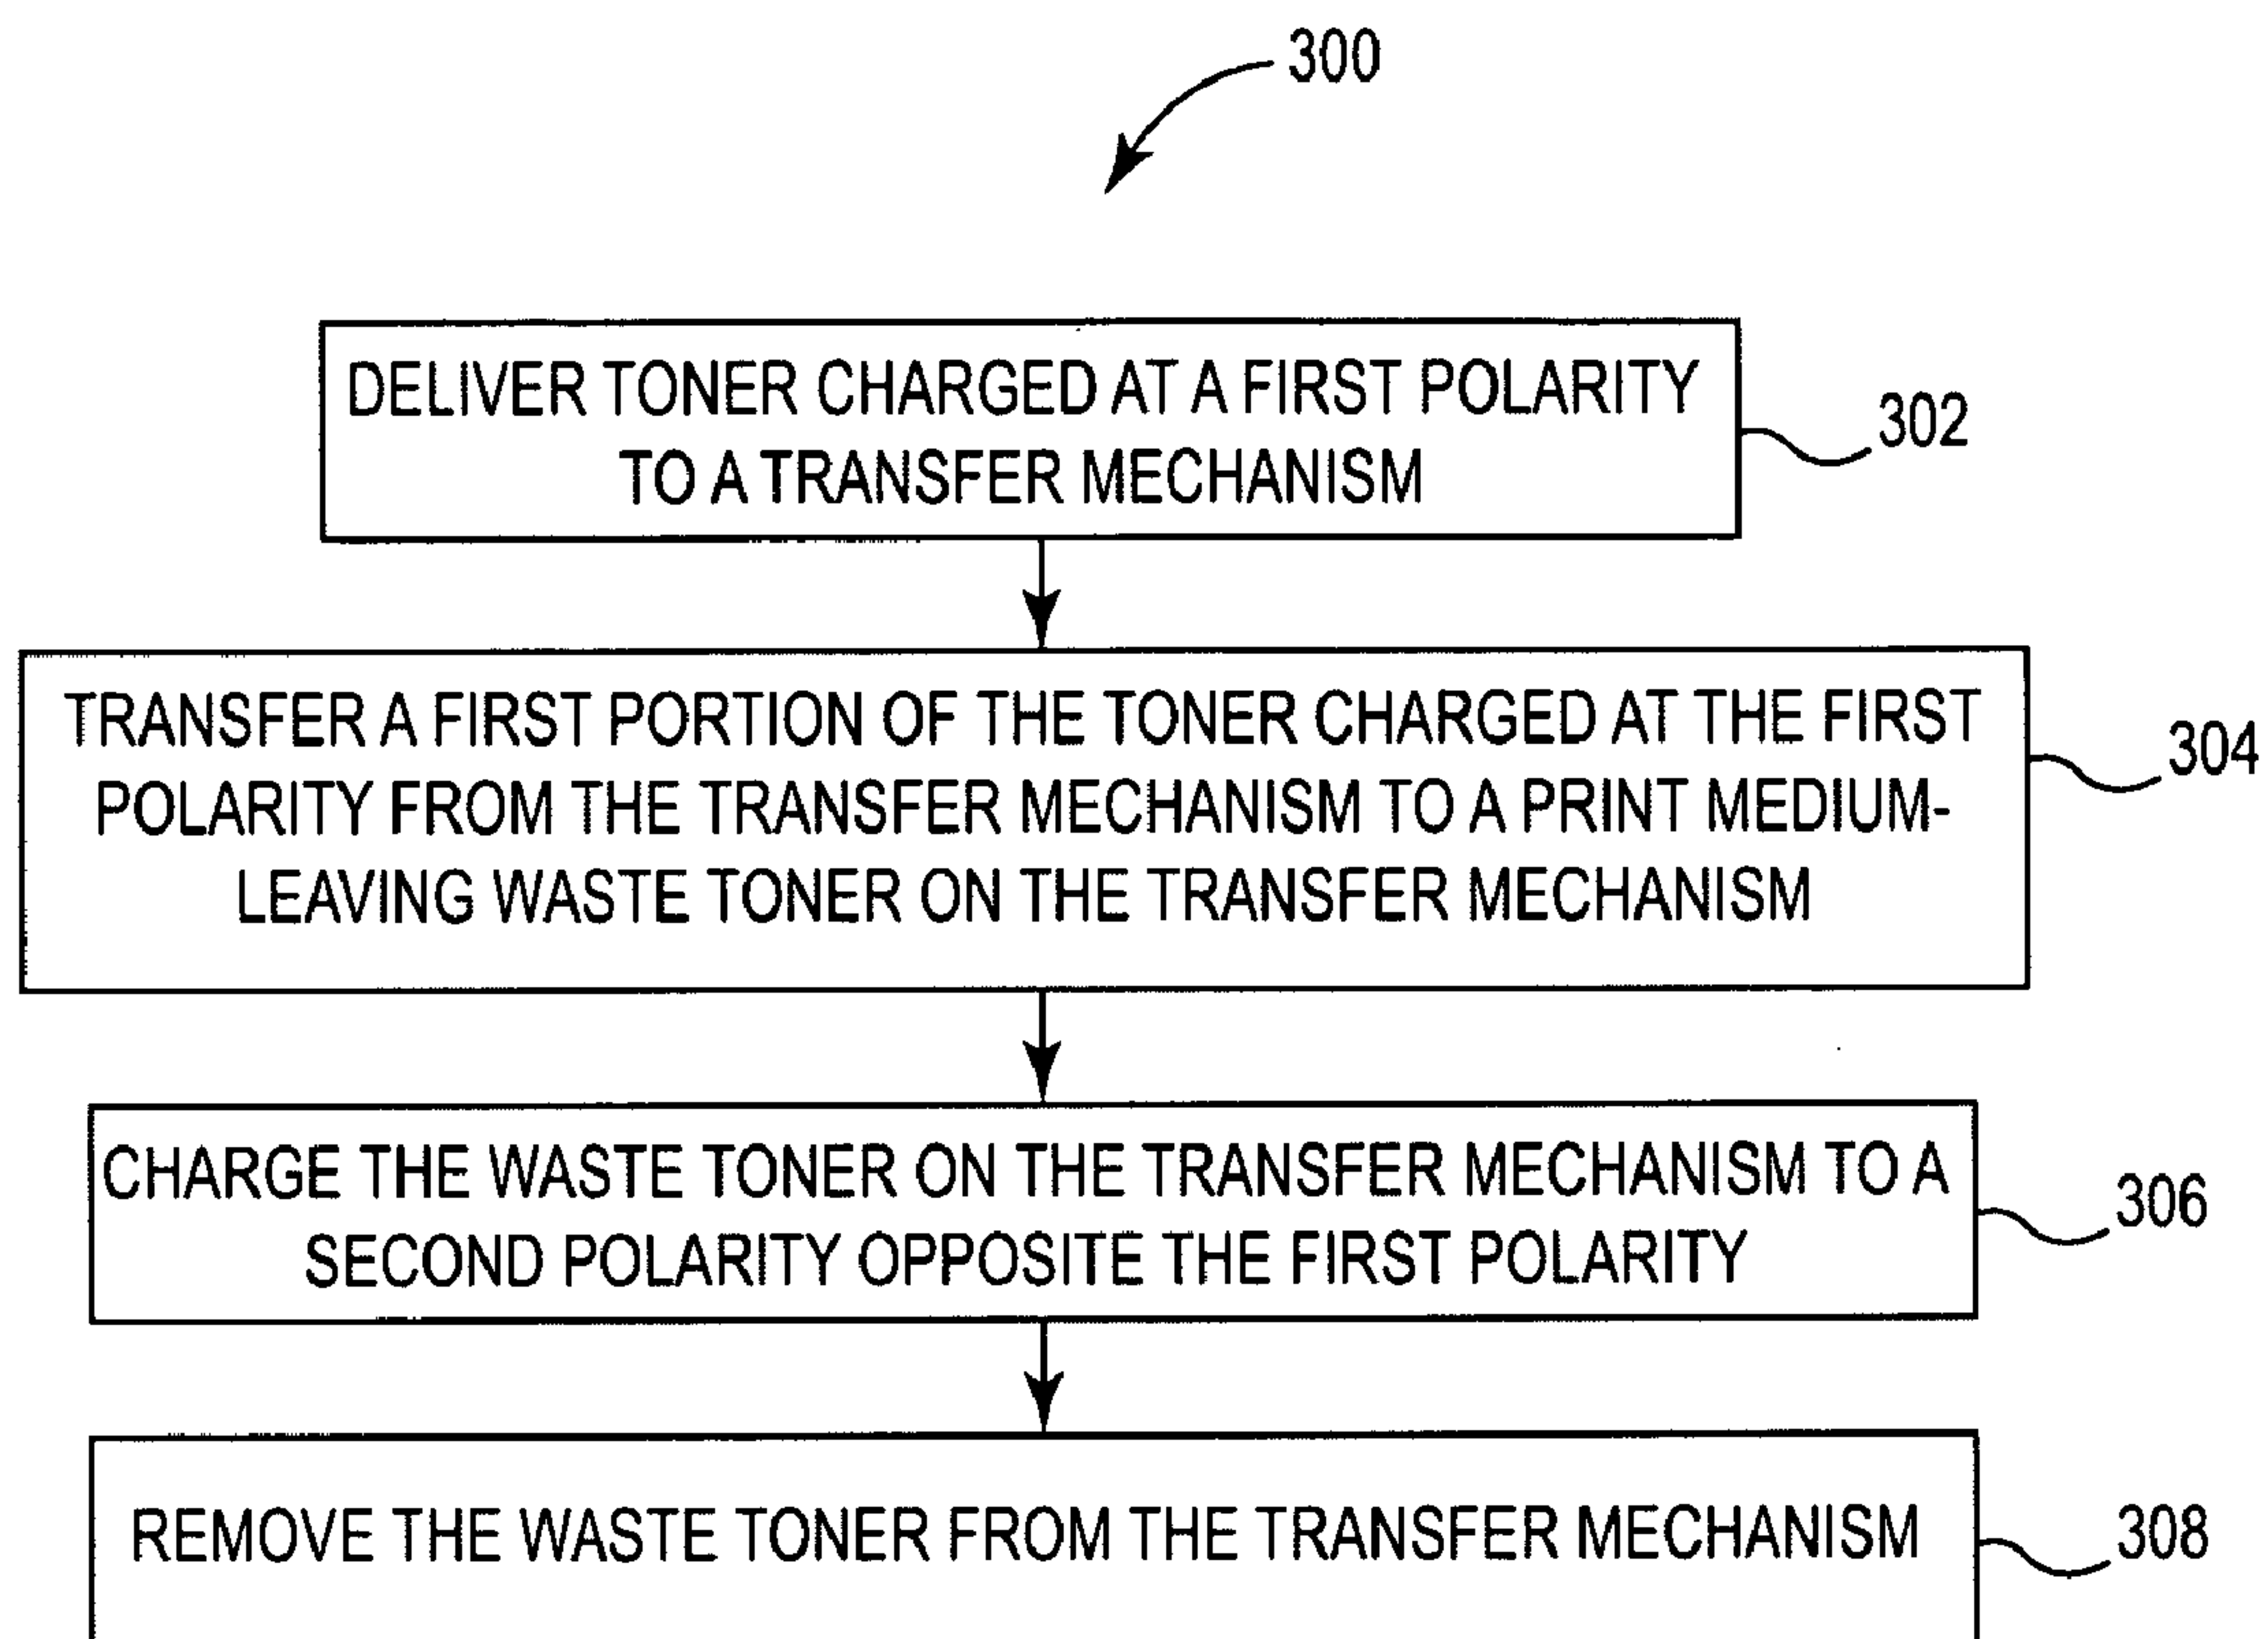 300
DELIVER TONER CHARGED AT A FIRST POLARITY
TO A TRANSFER MECHANISM
302
TRANSFER A FIRST PORTION OF THE TONER CHARGED AT THE FIRST
POLARITY FROM THE TRANSFER MECHANISM TO A PRINT MEDIUM-
LEAVING WASTE TONER ON THE TRANSFER MECHANISM
304
CHARGE THE WASTE TONER ON THE TRANSFER MECHANISM TO A
SECOND POLARITY OPPOSITE THE FIRST POLARITY
306
REMOVE THE WASTE TONER FROM THE TRANSFER MECHANISM
308